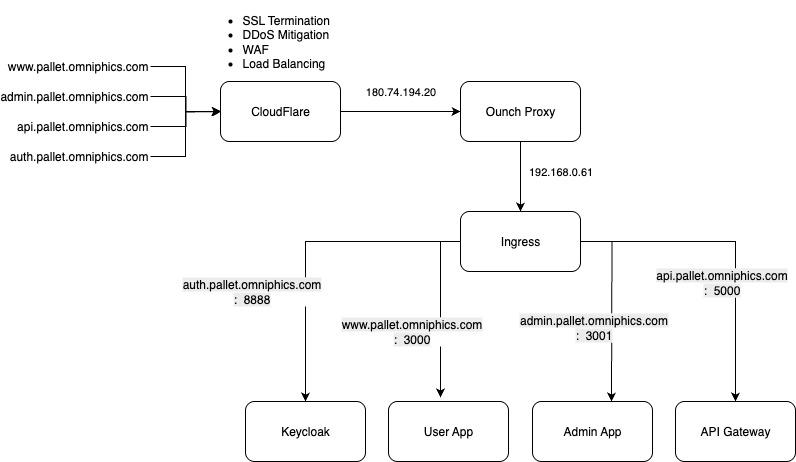 SSL Termination
DDoS Mitigation
WAF
Load Balancing
www.pallet.omniphics.com
admin.pallet.omniphics.com
api.pallet.omniphics.com
auth.pallet.omniphics.com
CloudFlare
180.74.194.20
Ounch Proxy
192.168.0.61
Ingress
auth.pallet.omniphics.com
: 8888
www.pallet.omniphics.com
: 3000
admin.pallet.omniphics.com
: 3001
api.pallet.omniphics.com
: 5000
Keycloak
User App
Admin App
API Gateway